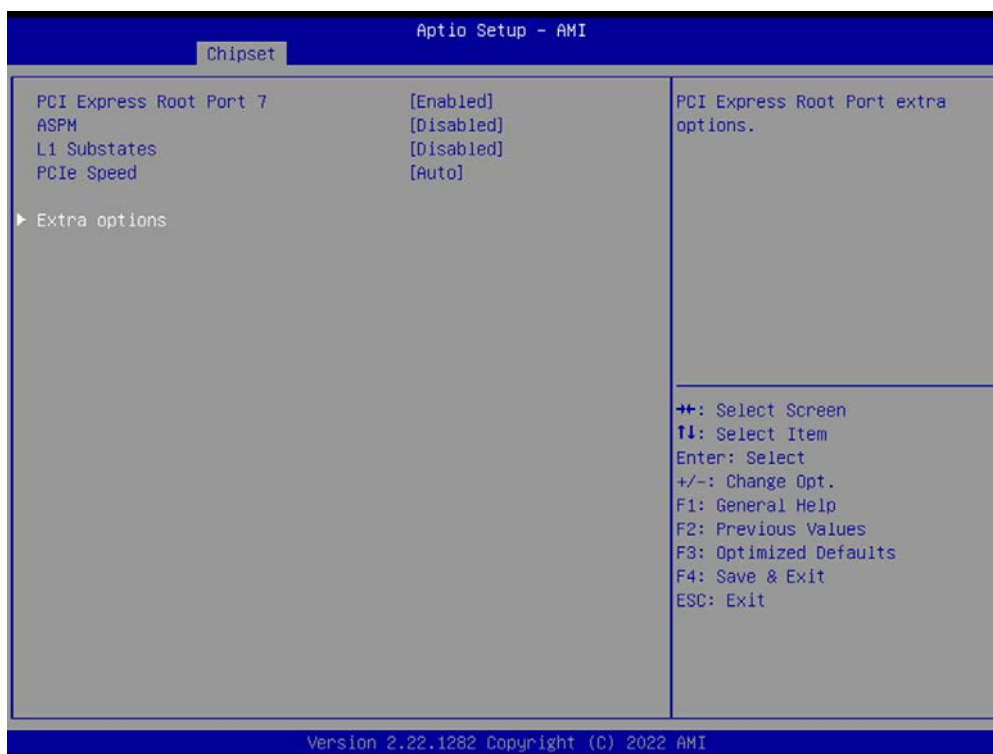 Aptio Setup - AMI
Chipset
PCI Express Root Port 7 [Enabled]
ASPM [Disabled]
L1 Substates [Disabled]
PCIe Speed [Auto]
▶ Extra options
PCI Express Root Port extra
options.
→←: Select Screen
↑↓: Select Item
Enter: Select
+/-: Change Opt.
F1: General Help
F2: Previous Values
F3: Optimized Defaults
F4: Save & Exit
ESC: Exit
Version 2.22.1282 Copyright (C) 2022 AMI